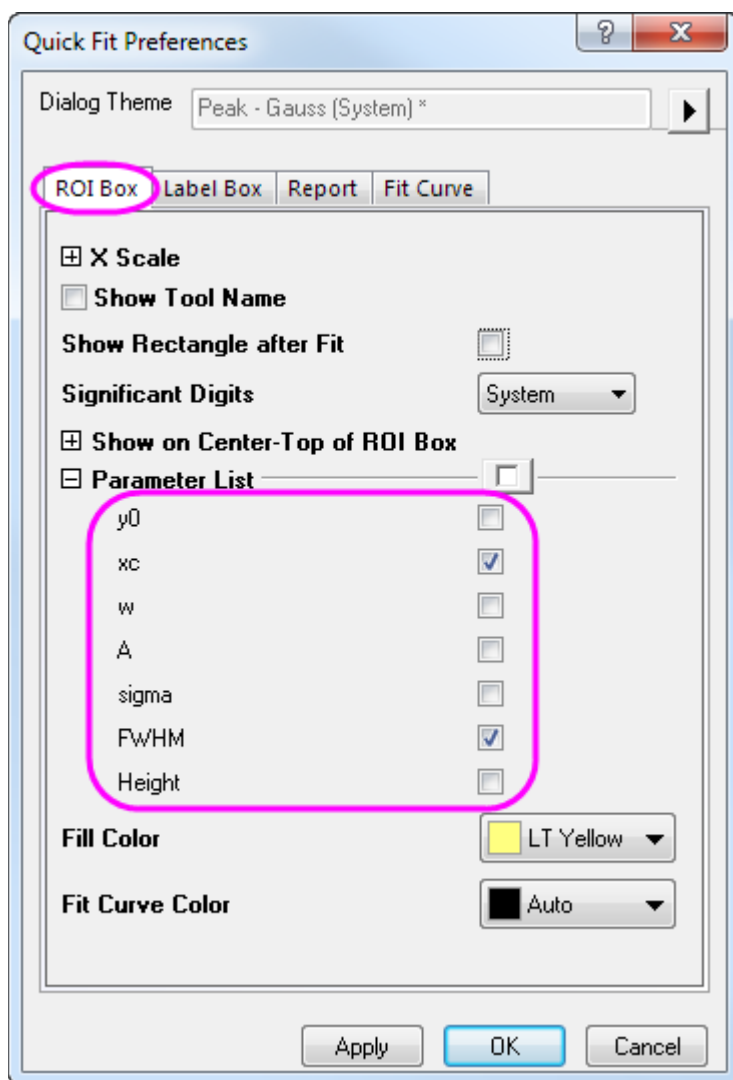 Quick Fit Preferences
Dialog Theme Peak - Gauss (System) *
ROI Box Label Box Report Fit Curve
X Scale
Show Tool Name
Show Rectangle after Fit
Significant Digits System
Show on Center-Top of ROI Box
Parameter List
y0
xc
w
A
sigma
FWHM
Height
Fill Color LT Yellow
Fit Curve Color Auto
Apply OK Cancel